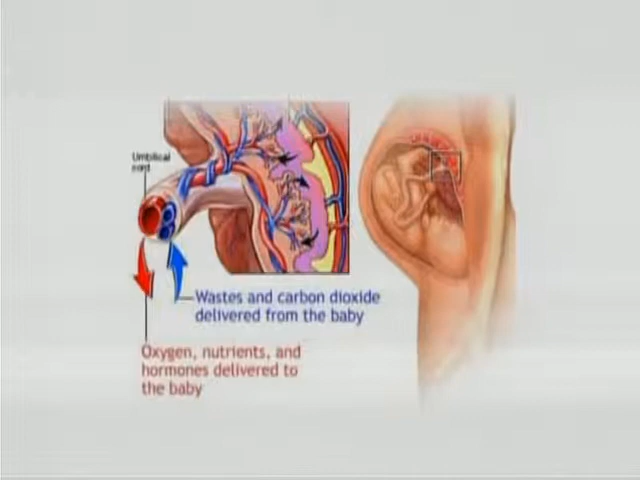 Umbilical
cord
Wastes and carbon dioxide
delivered from the baby
Oxygen, nutrients, and
hormones delivered to
the baby